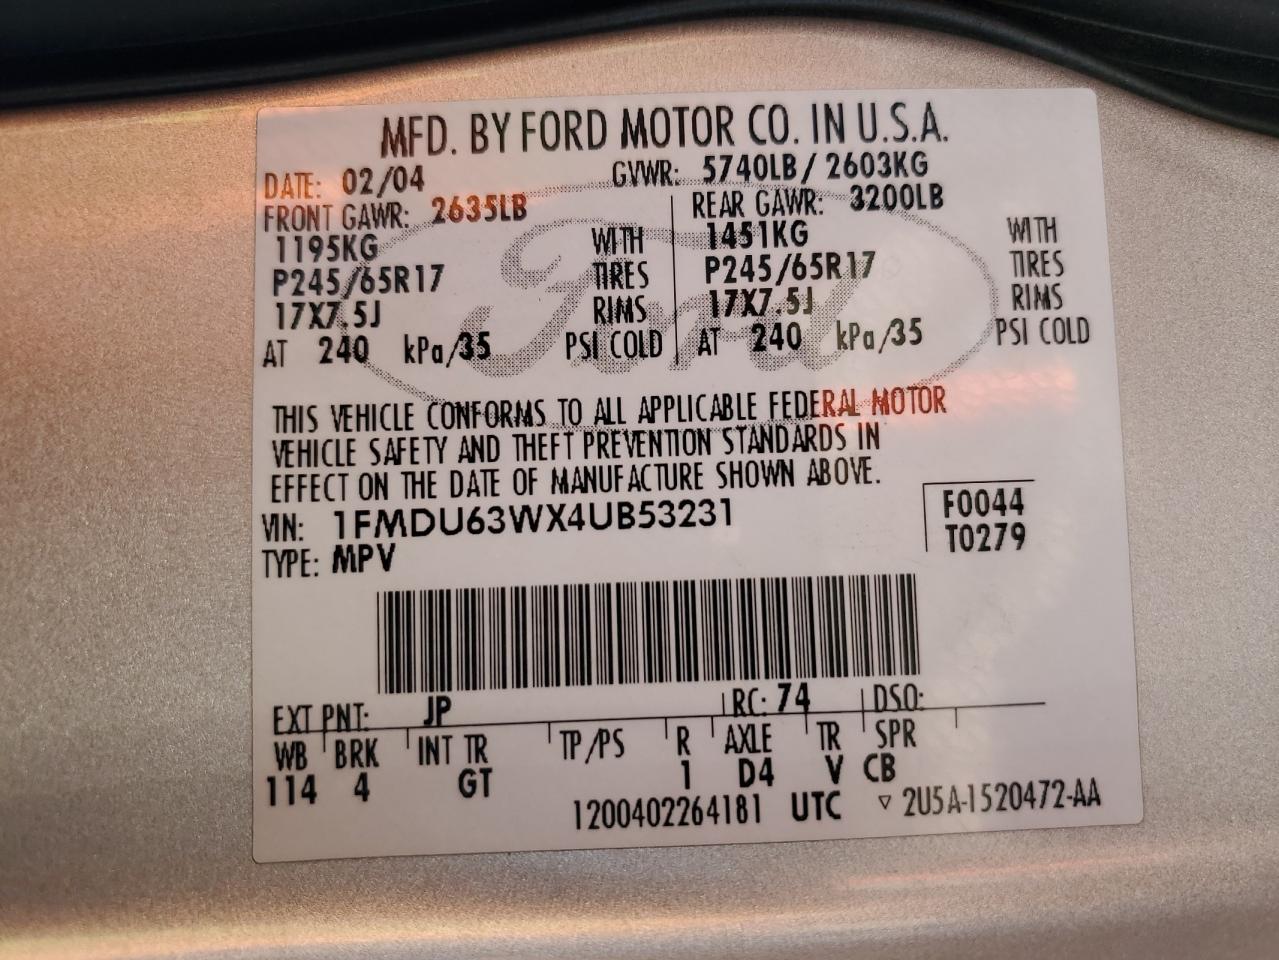 MFD. BY FORD MOTOR CO. IN U.S.A.
DATE: 02/04 GVWR: 5740LB / 2603KG
FRONT GAWR: 2635LB REAR GAWR: 3200LB
1195KG WITH 1451KG WITH
P245/65R17 TIRES P245/65R17 TIRES
17X7.5J RIMS 17X7.5J RIMS
AT 240 kPa/35 PSI COLD AT 240 kPa/35 PSI COLD
Ford
THIS VEHICLE CONFORMS TO ALL APPLICABLE FEDERAL MOTOR
VEHICLE SAFETY AND THEFT PREVENTION STANDARDS IN
EFFECT ON THE DATE OF MANUFACTURE SHOWN ABOVE.
VIN: 1FMDU63WX4UB53231 F0044
TYPE: MPV T0279
EXT PNT: JP RC: 74 DSO:
WB BRK INT TR TP/PS R AXLE TR SPR
114 4 GT 1 D4 V CB
1200402264181 UTC ▿ 2U5A-1520472-AA